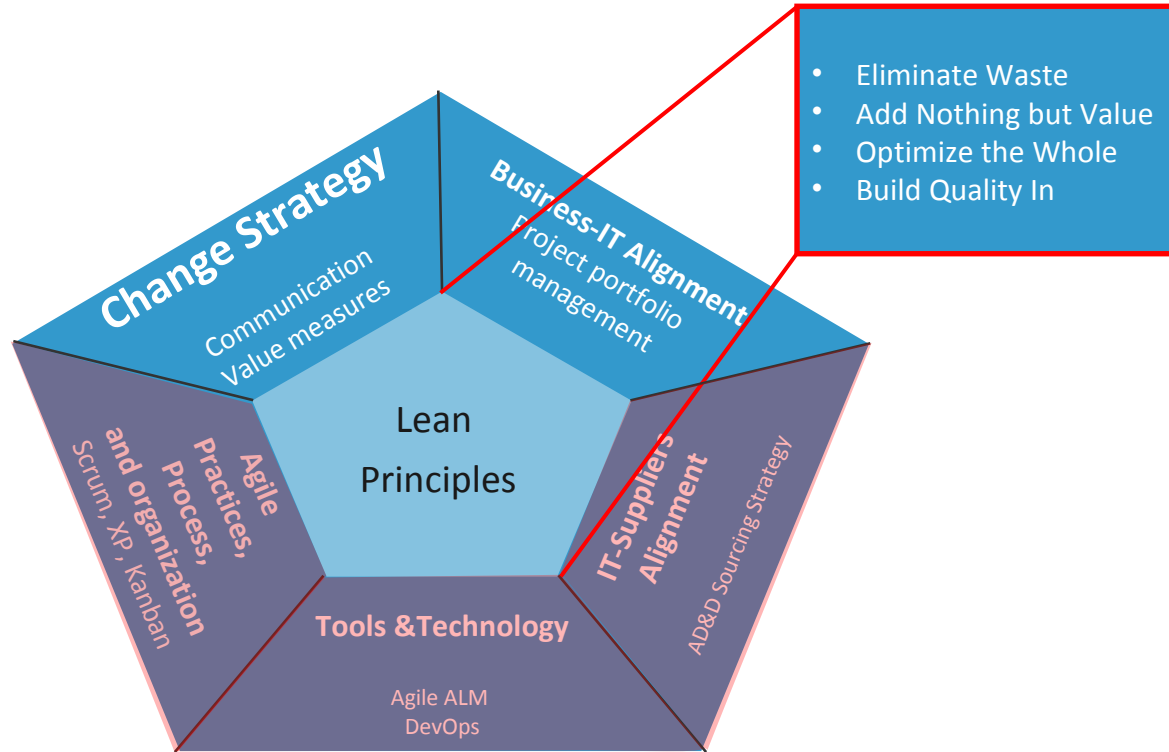 • Eliminate Waste
• Add Nothing but Value
• Optimize the Whole
• Build Quality In
Change Strategy
Communication
Value measures
Business-IT Alignment
Project portfolio
management
Lean
Principles
Agile
Practices,
Process,
and organization
Scrum, XP, Kanban
IT-Suppliers
Alignment
AD&D Sourcing Strategy
Tools &Technology
Agile ALM
DevOps